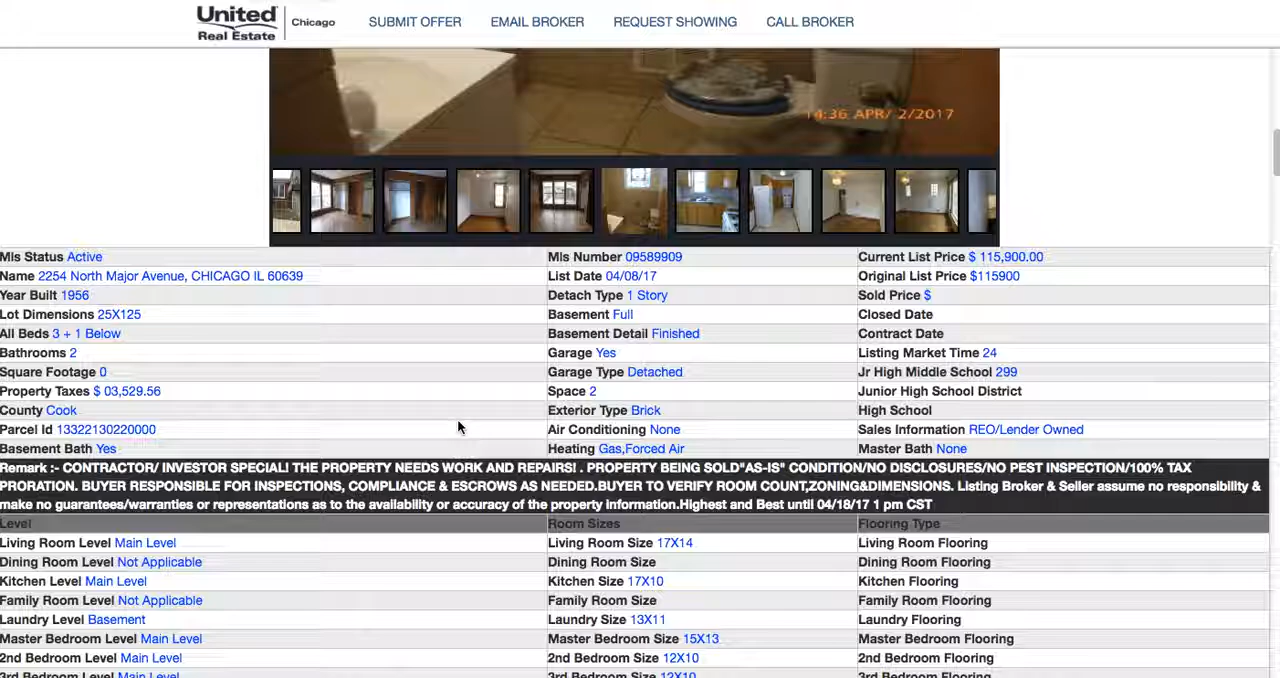 United
Real Estate
Chicago
SUBMIT OFFER EMAIL BROKER REQUEST SHOWING CALL BROKER
14:36 APR/ 2/2017
Mls Status Active Mls Number 09589909 Current List Price $ 115,900.00
Name 2254 North Major Avenue, CHICAGO IL 60639 List Date 04/08/17 Original List Price $115900
Year Built 1956 Detach Type 1 Story Sold Price $
Lot Dimensions 25X125 Basement Full Closed Date
All Beds 3 + 1 Below Basement Detail Finished Contract Date
Bathrooms 2 Garage Yes Listing Market Time 24
Square Footage 0 Garage Type Detached Jr High Middle School 299
Property Taxes $ 03,529.56 Space 2 Junior High School District
County Cook Exterior Type Brick High School
Parcel Id 13322130220000 Air Conditioning None Sales Information REO/Lender Owned
Basement Bath Yes Heating Gas,Forced Air Master Bath None
Remark :- CONTRACTOR/ INVESTOR SPECIAL! THE PROPERTY NEEDS WORK AND REPAIRS! . PROPERTY BEING SOLD"AS-IS" CONDITION/NO DISCLOSURES/NO PEST INSPECTION/100% TAX
PRORATION. BUYER RESPONSIBLE FOR INSPECTIONS, COMPLIANCE & ESCROWS AS NEEDED.BUYER TO VERIFY ROOM COUNT,ZONING&DIMENSIONS. Listing Broker & Seller assume no responsibility &
make no guarantees/warranties or representations as to the availability or accuracy of the property information.Highest and Best until 04/18/17 1 pm CST
Level Room Sizes Flooring Type
Living Room Level Main Level Living Room Size 17X14 Living Room Flooring
Dining Room Level Not Applicable Dining Room Size Dining Room Flooring
Kitchen Level Main Level Kitchen Size 17X10 Kitchen Flooring
Family Room Level Not Applicable Family Room Size Family Room Flooring
Laundry Level Basement Laundry Size 13X11 Laundry Flooring
Master Bedroom Level Main Level Master Bedroom Size 15X13 Master Bedroom Flooring
2nd Bedroom Level Main Level 2nd Bedroom Size 12X10 2nd Bedroom Flooring
3rd Bedroom Level Main Level 3rd Bedroom Size 12X10 3rd Bedroom Flooring